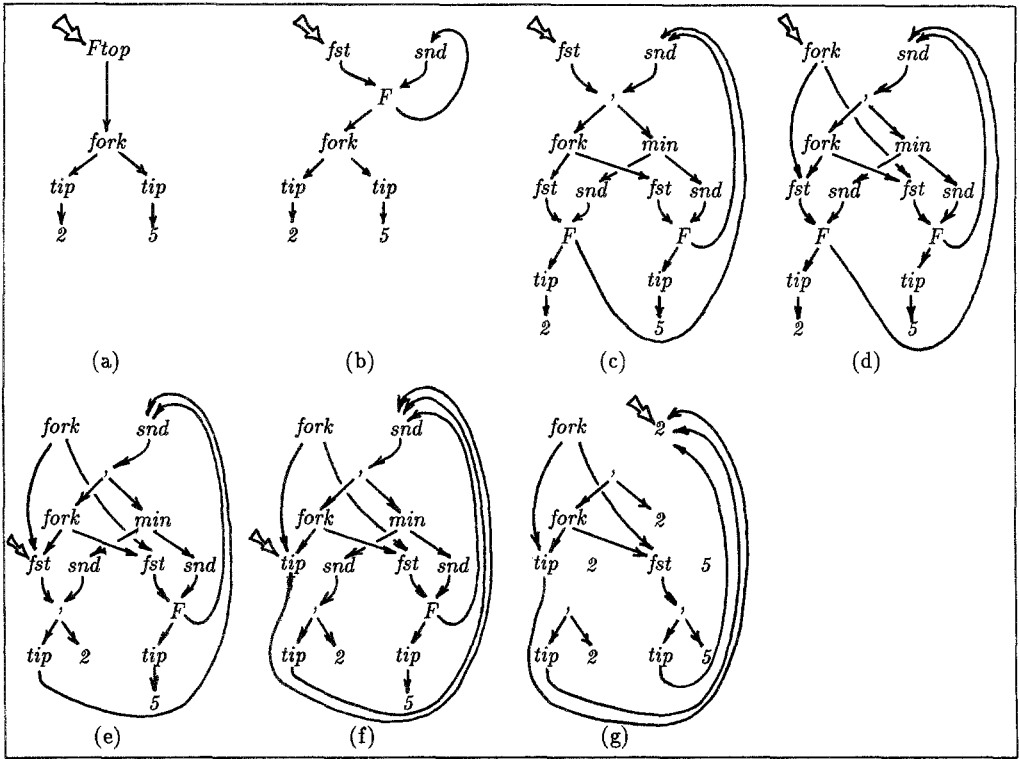 Ftop
fork
tip tip
2 5
(a)
fst snd
F
fork
tip tip
2 5
(b)
fst snd
,
fork min
fst snd fst snd
F F
tip tip
2 5
(c)
fork snd
,
fork min
fst snd fst snd
F F
tip tip
2 5
(d)
fork snd
,
fork min
fst snd fst snd
, F
tip 2 tip
5
(e)
fork snd
,
fork min
tip snd fst snd
, F
tip 2 tip
5
(f)
fork 2
,
fork 2
tip 2 fst 5
, ,
tip 2 tip 5
(g)